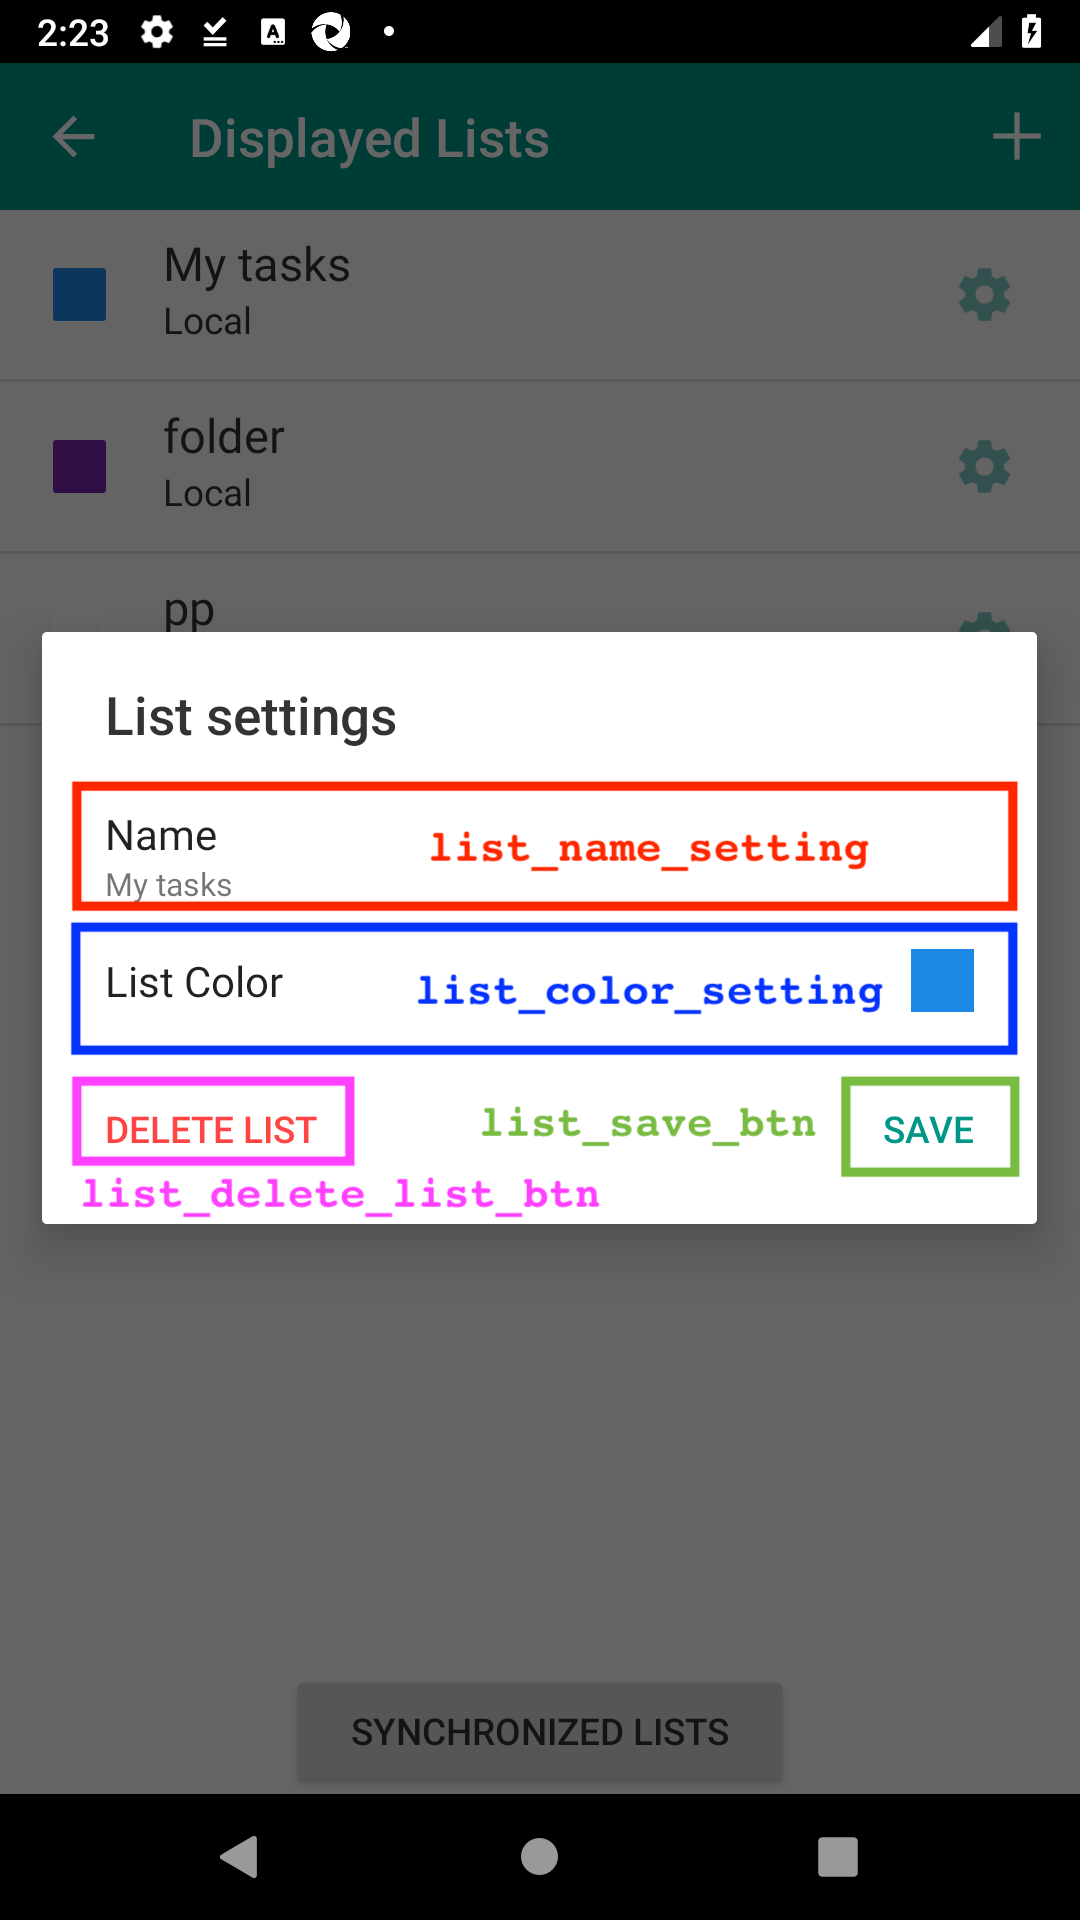 2:23
Displayed Lists
My tasks
Local
folder
Local
pp
List settings
Name
list_name_setting
My tasks
List Color
list_color_setting
DELETE LIST
list_save_btn
SAVE
list_delete_list_btn
SYNCHRONIZED LISTS